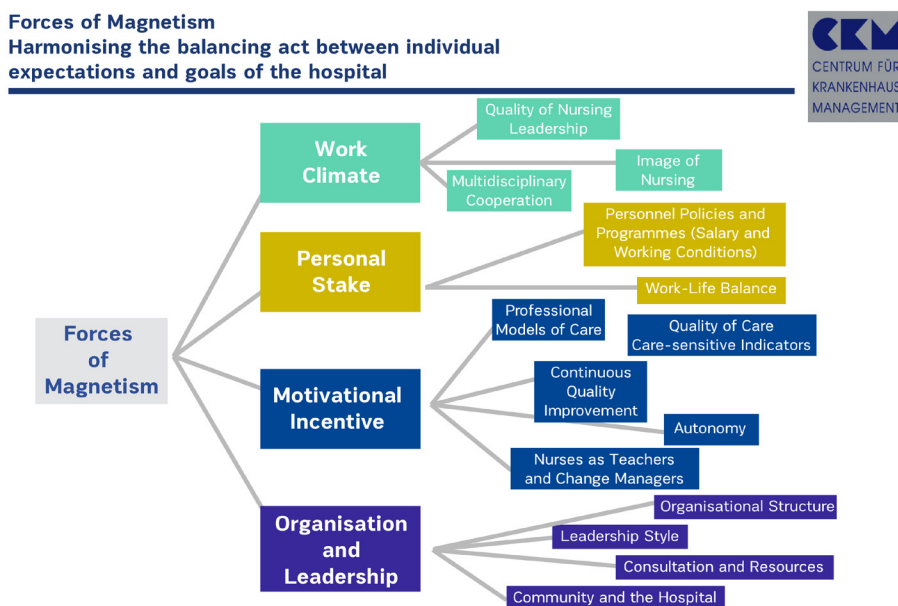 Forces of Magnetism
Harmonising the balancing act between individual
expectations and goals of the hospital
CKM
CENTRUM FÜR
KRANKENHAUS
MANAGEMENT
Forces
of
Magnetism
Work
Climate
Quality of Nursing
Leadership
Image of
Nursing
Multidisciplinary
Cooperation
Personal
Stake
Personnel Policies and
Programmes (Salary and
Working Conditions)
Work-Life Balance
Motivational
Incentive
Professional
Models of Care
Quality of Care
Care-sensitive Indicators
Continuous
Quality
Improvement
Autonomy
Nurses as Teachers
and Change Managers
Organisation
and
Leadership
Organisational Structure
Leadership Style
Consultation and Resources
Community and the Hospital